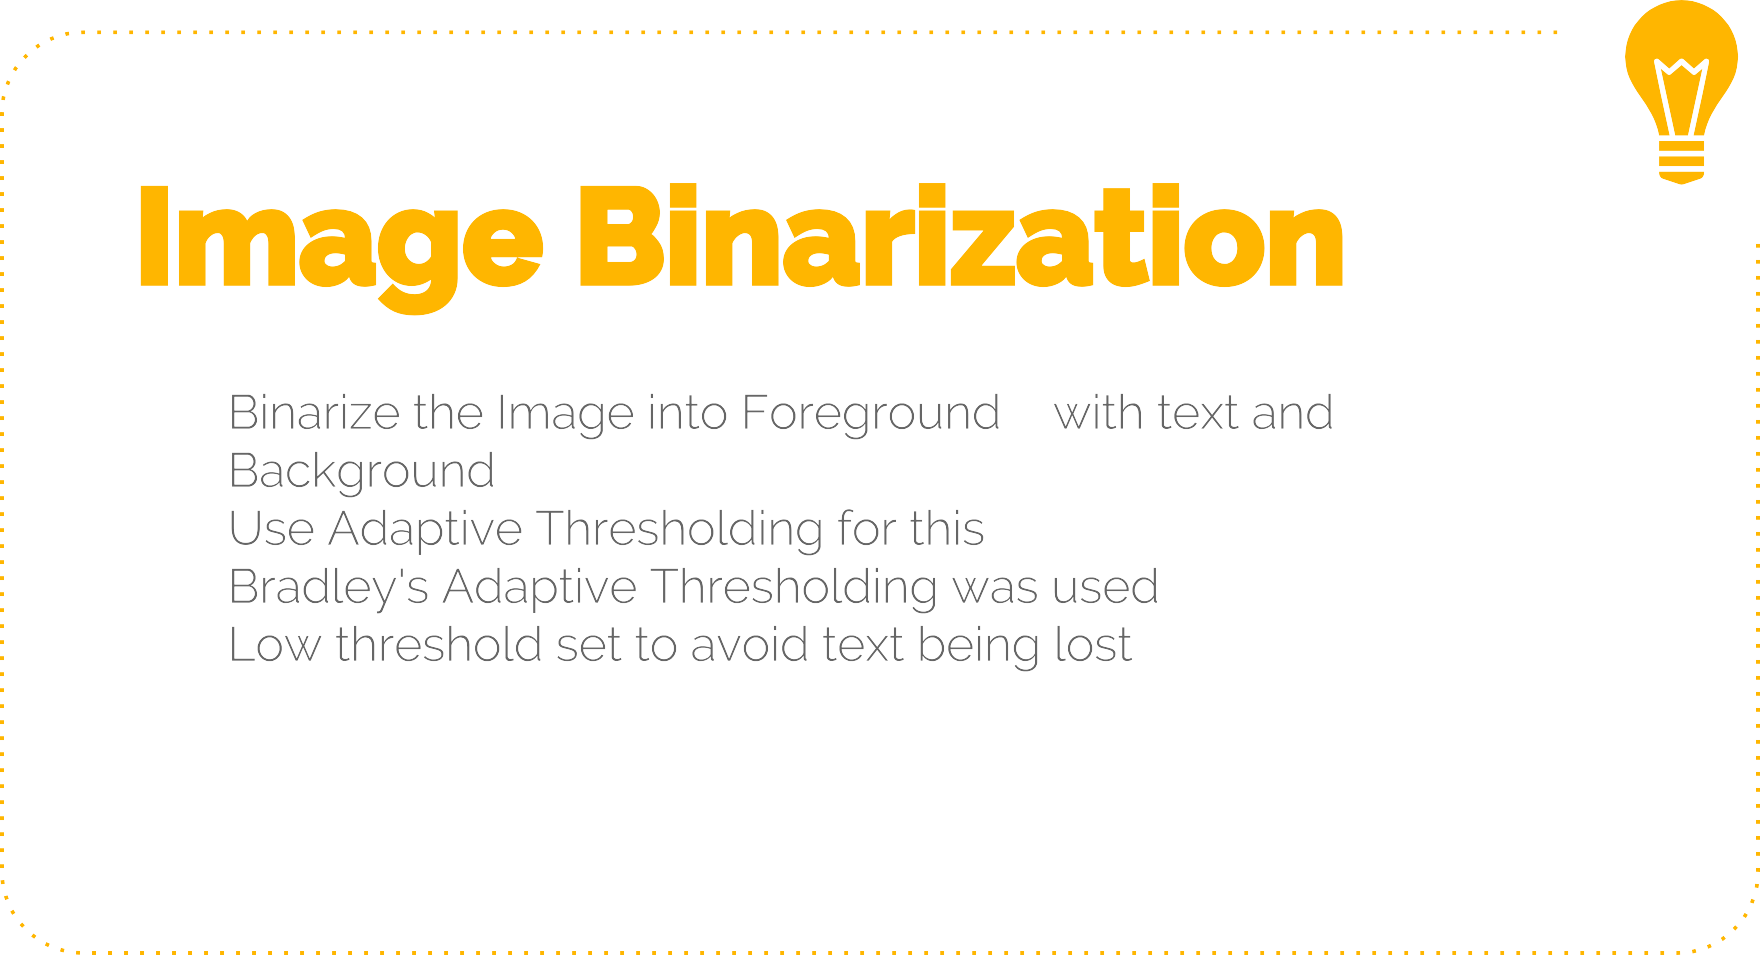 Image Binarization
Binarize the Image into Foreground    with text and
Background
Use Adaptive Thresholding for this
Bradley's Adaptive Thresholding was used
Low threshold set to avoid text being lost